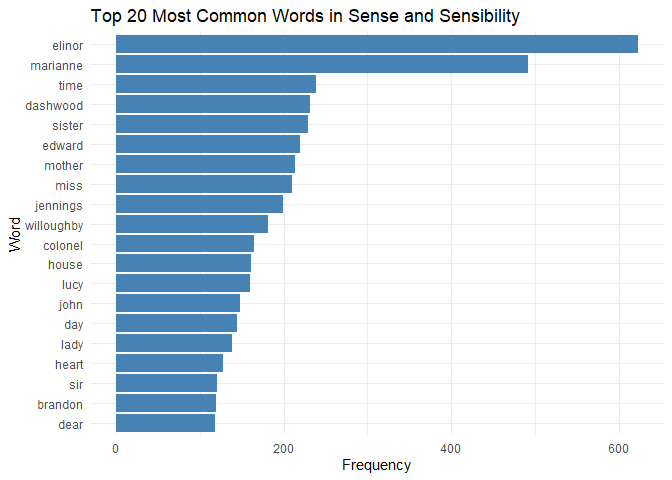 Top 20 Most Common Words in Sense and Sensibility
elinor
marianne
time
dashwood
sister
edward
mother
miss
jennings
willoughby
colonel
house
lucy
john
day
lady
heart
sir
brandon
dear
Word
0 200 400 600
Frequency